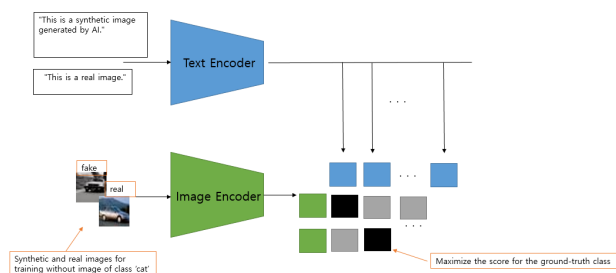 "This is a synthetic image
generated by AI."
"This is a real image."
Text Encoder
. . .
fake
real
Image Encoder
. . .
. . .
Synthetic and real images for
training without image of class 'cat'
Maximize the score for the ground-truth class